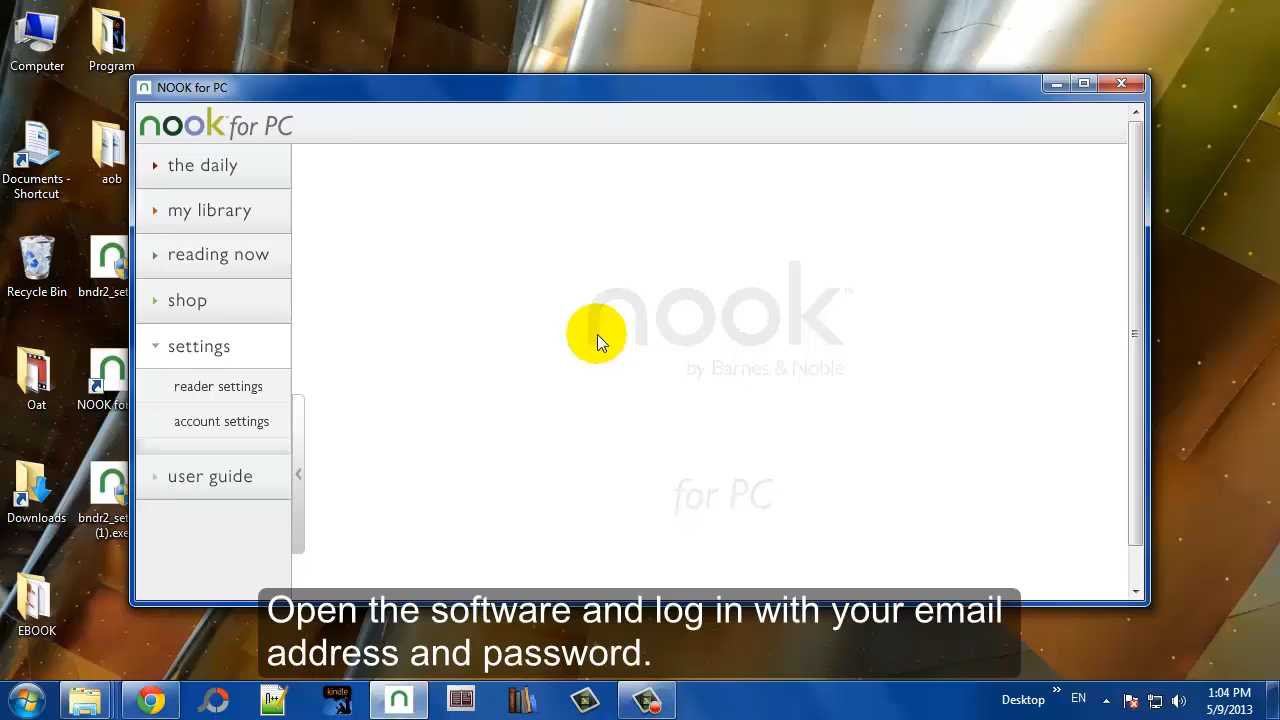 Computer
Program
NOOK for PC
nook for PC
the daily
my library
reading now
shop
settings
reader settings
account settings
user guide
nook™
by Barnes & Noble
for PC
Documents -
Shortcut
aob
Recycle Bin
bndr2_set
Oat
NOOK for
Downloads
bndr2_set
(1).exe
EBOOK
Open the software and log in with your email
address and password.
kindle
Desktop
EN
1:04 PM
5/9/2013